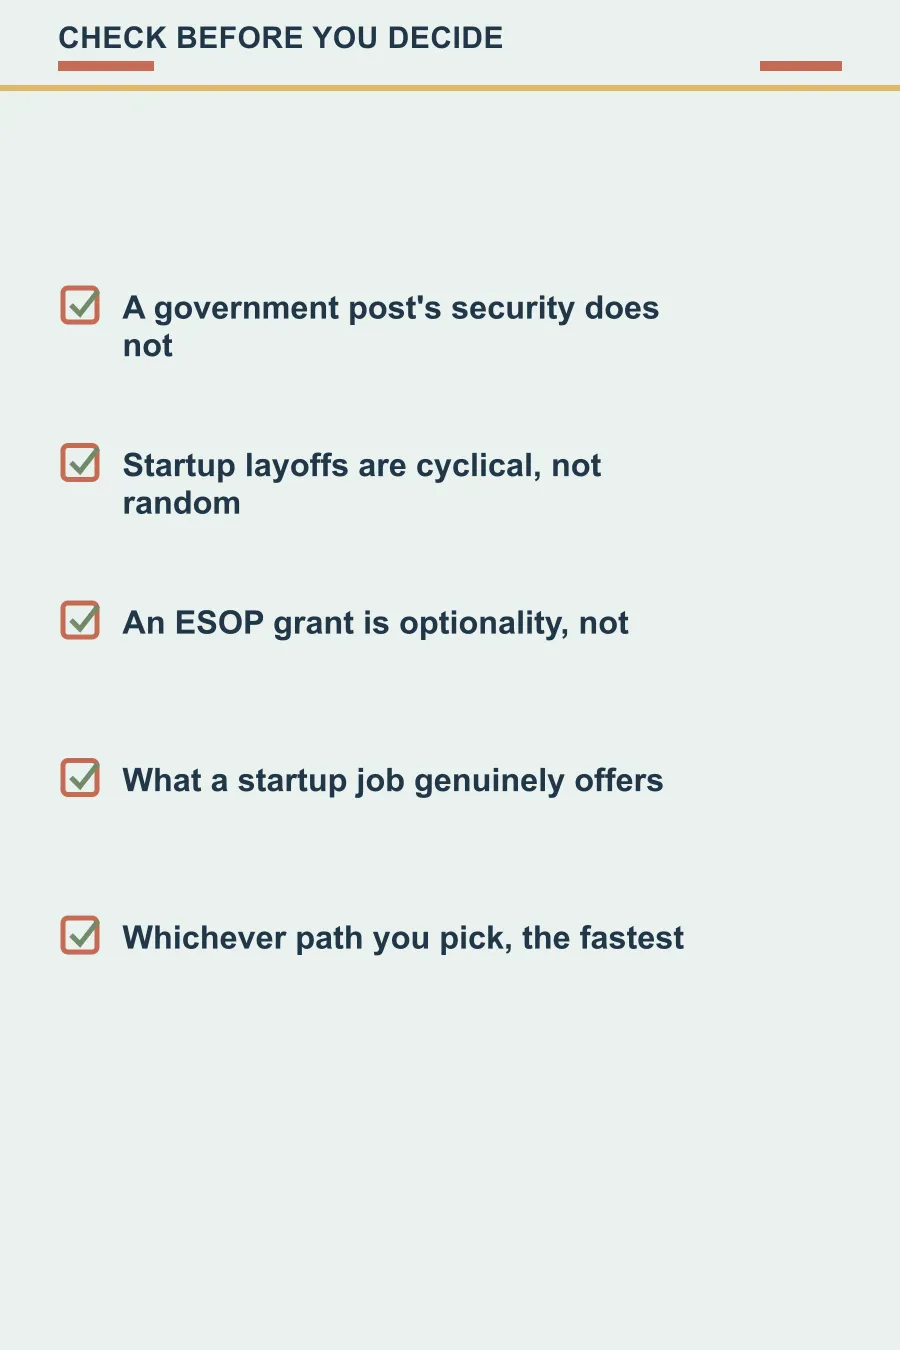 CHECK BEFORE YOU DECIDE
A government post's security does
not
Startup layoffs are cyclical, not
random
An ESOP grant is optionality, not
What a startup job genuinely offers
Whichever path you pick, the fastest